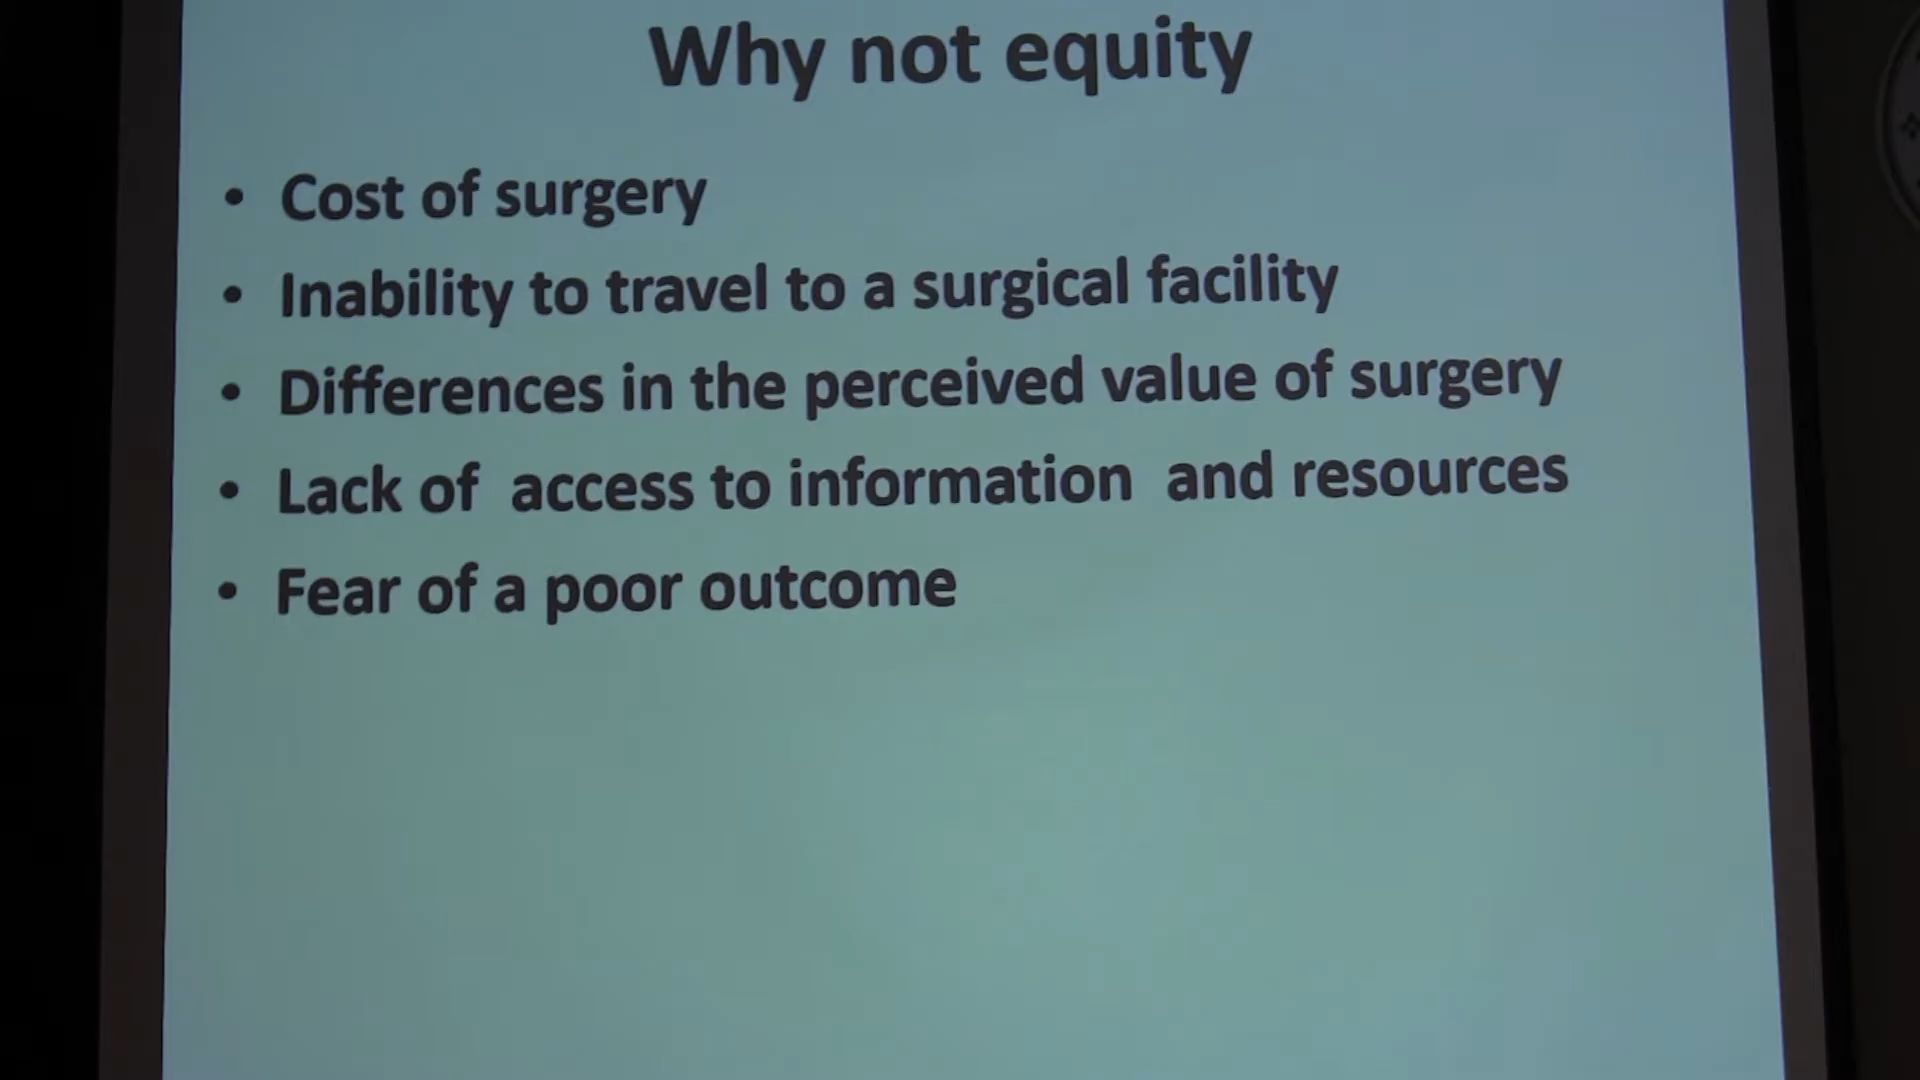 Why not equity
• Cost of surgery
• Inability to travel to a surgical facility
• Differences in the perceived value of surgery
• Lack of access to information and resources
• Fear of a poor outcome